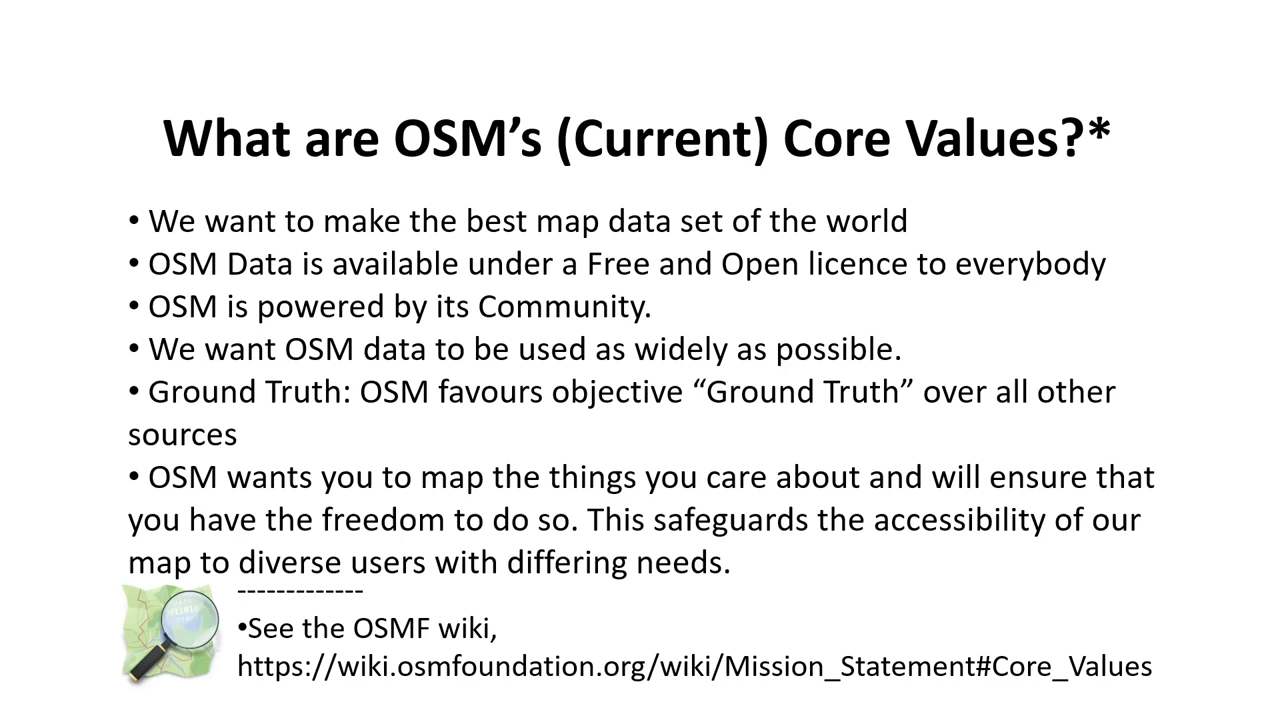 What are OSM’s (Current) Core Values?*
• We want to make the best map data set of the world
• OSM Data is available under a Free and Open licence to everybody
• OSM is powered by its Community.
• We want OSM data to be used as widely as possible.
• Ground Truth: OSM favours objective “Ground Truth” over all other
sources
• OSM wants you to map the things you care about and will ensure that
you have the freedom to do so. This safeguards the accessibility of our
map to diverse users with differing needs.
-------------
•See the OSMF wiki,
https://wiki.osmfoundation.org/wiki/Mission_Statement#Core_Values